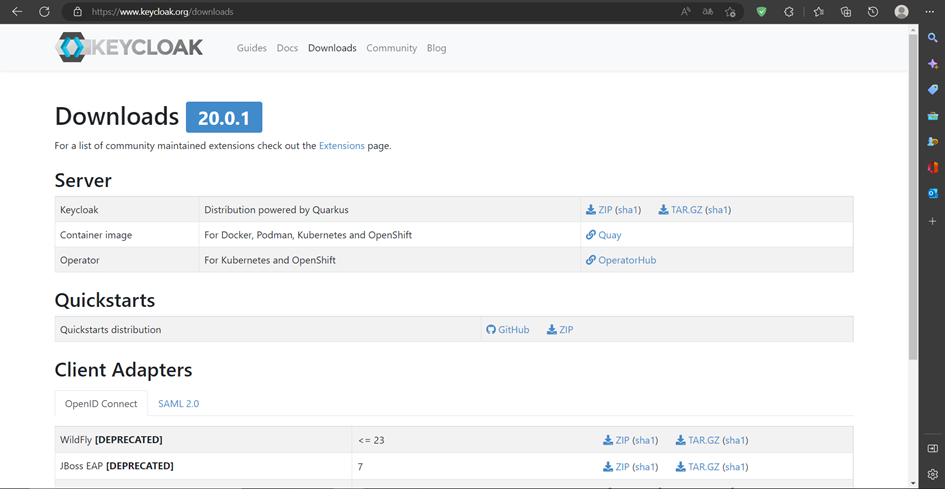 https://www.keycloak.org/downloads
KEYCLOAK Guides Docs Downloads Community Blog
Downloads 20.0.1
For a list of community maintained extensions check out the Extensions page.
Server
Keycloak Distribution powered by Quarkus ZIP (sha1) TAR.GZ (sha1)
Container image For Docker, Podman, Kubernetes and OpenShift Quay
Operator For Kubernetes and OpenShift OperatorHub
Quickstarts
Quickstarts distribution GitHub ZIP
Client Adapters
OpenID Connect SAML 2.0
WildFly [DEPRECATED] <= 23 ZIP (sha1) TAR.GZ (sha1)
JBoss EAP [DEPRECATED] 7 ZIP (sha1) TAR.GZ (sha1)